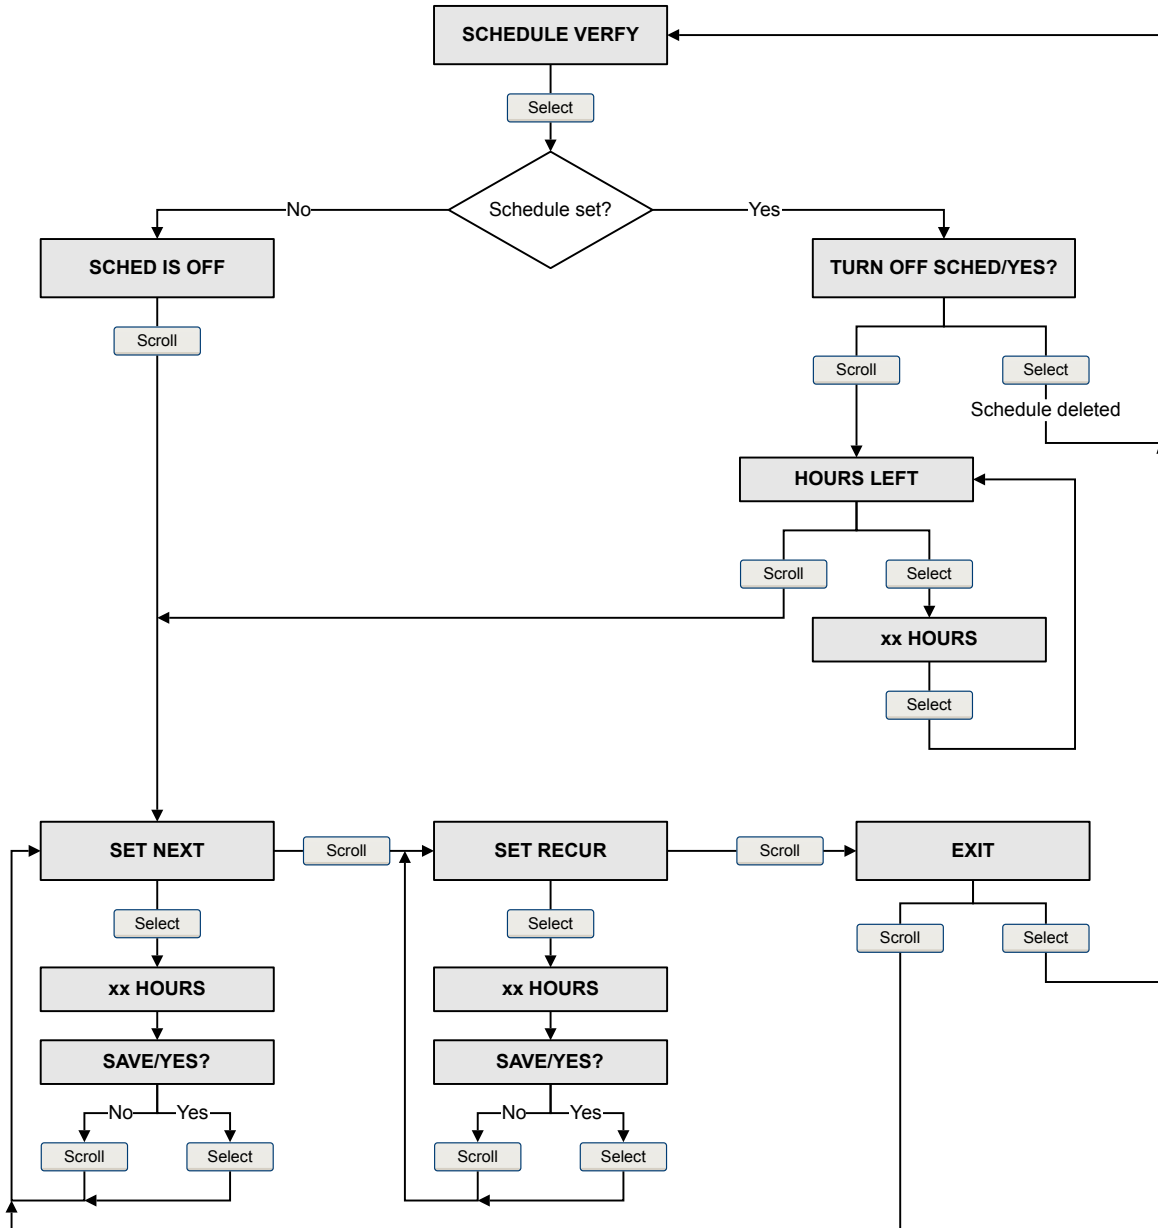 SCHEDULE VERFY
Select
Schedule set?
No
Yes
SCHED IS OFF
TURN OFF SCHED/YES?
Scroll
Scroll
Select
Schedule deleted
HOURS LEFT
Scroll
Select
xx HOURS
Select
SET NEXT
Scroll
SET RECUR
Scroll
EXIT
Select
Select
Scroll
Select
xx HOURS
xx HOURS
SAVE/YES?
SAVE/YES?
No
Yes
No
Yes
Scroll
Select
Scroll
Select